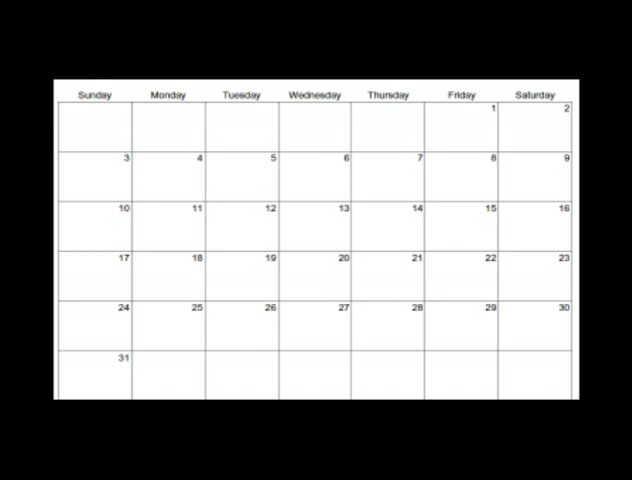 Sunday Monday Tuesday Wednesday Thursday Friday Saturday
1 2
3 4 5 6 7 8 9
10 11 12 13 14 15 16
17 18 19 20 21 22 23
24 25 26 27 28 29 30
31